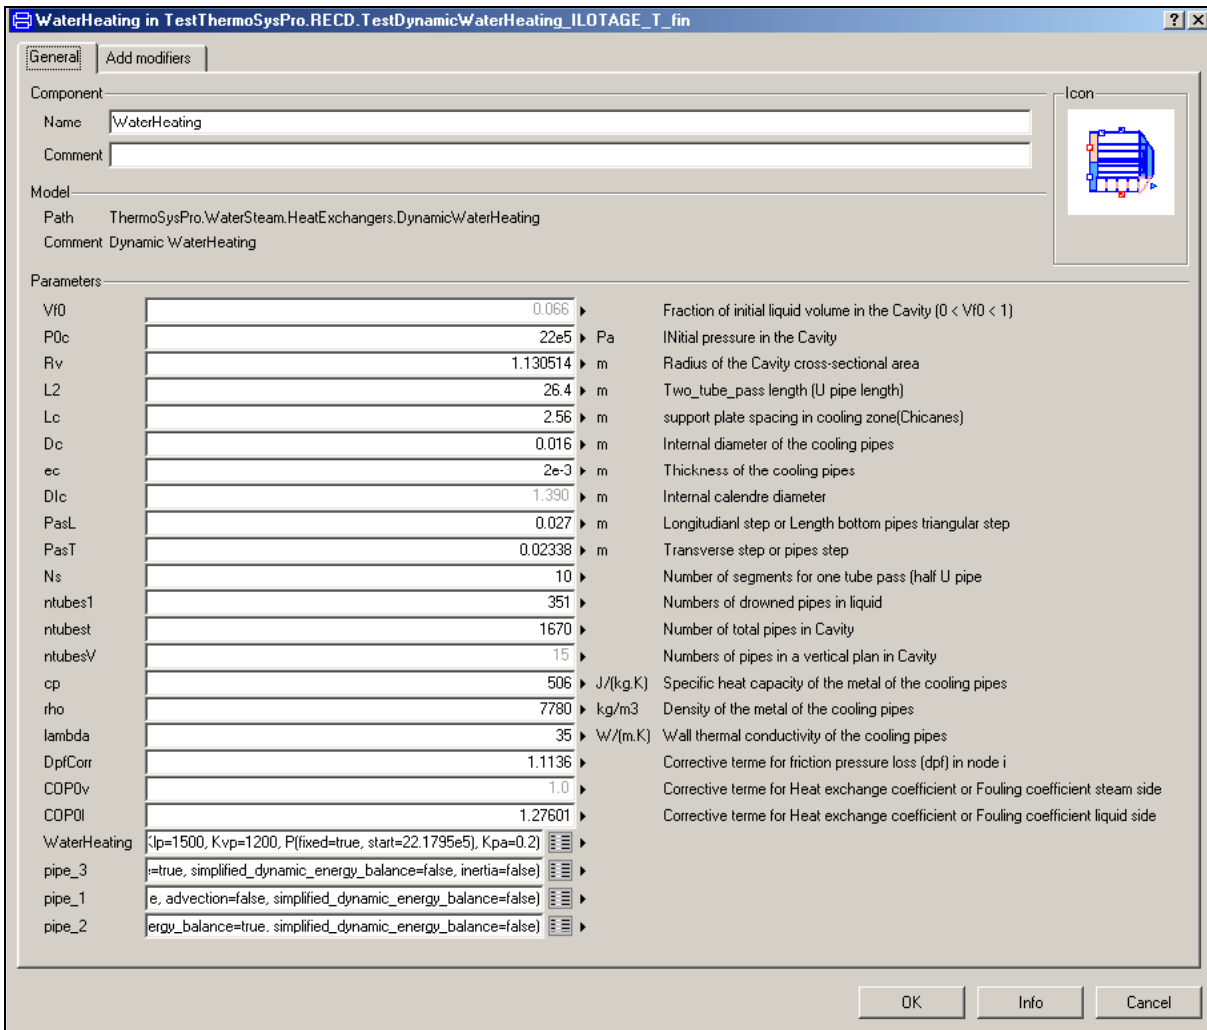 WaterHeating in TestThermoSysPro.RECD.TestDynamicWaterHeating_ILOTAGE_T_fin
General Add modifiers
Component Icon
Name WaterHeating
Comment
Model
Path ThermoSysPro.WaterSteam.HeatExchangers.DynamicWaterHeating
Comment Dynamic WaterHeating
Parameters
Vf0 0.066 Fraction of initial liquid volume in the Cavity (0 < Vf0 < 1)
P0c 22e5 Pa INitial pressure in the Cavity
Rv 1.130514 m Radius of the Cavity cross-sectional area
L2 26.4 m Two_tube_pass length (U pipe length)
Lc 2.56 m support plate spacing in cooling zone(Chicanes)
Dc 0.016 m Internal diameter of the cooling pipes
ec 2e-3 m Thickness of the cooling pipes
DIc 1.390 m Internal calendre diameter
PasL 0.027 m Longitudianl step or Length bottom pipes triangular step
PasT 0.02338 m Transverse step or pipes step
Ns 10 Number of segments for one tube pass (half U pipe
ntubes1 351 Numbers of drowned pipes in liquid
ntubest 1670 Number of total pipes in Cavity
ntubesV 15 Numbers of pipes in a vertical plan in Cavity
cp 506 J/(kg.K) Specific heat capacity of the metal of the cooling pipes
rho 7780 kg/m3 Density of the metal of the cooling pipes
lambda 35 W/(m.K) Wall thermal conductivity of the cooling pipes
DpfCorr 1.1136 Corrective terme for friction pressure loss (dpf) in node i
COP0v 1.0 Corrective terme for Heat exchange coefficient or Fouling coefficient steam side
COP0l 1.27601 Corrective terme for Heat exchange coefficient or Fouling coefficient liquid side
WaterHeating Klp=1500, Kvp=1200, P(fixed=true, start=22.1795e5), Kpa=0.2)
pipe_3 =true, simplified_dynamic_energy_balance=false, inertia=false)
pipe_1 e, advection=false, simplified_dynamic_energy_balance=false)
pipe_2 ergy_balance=true, simplified_dynamic_energy_balance=false)
OK Info Cancel